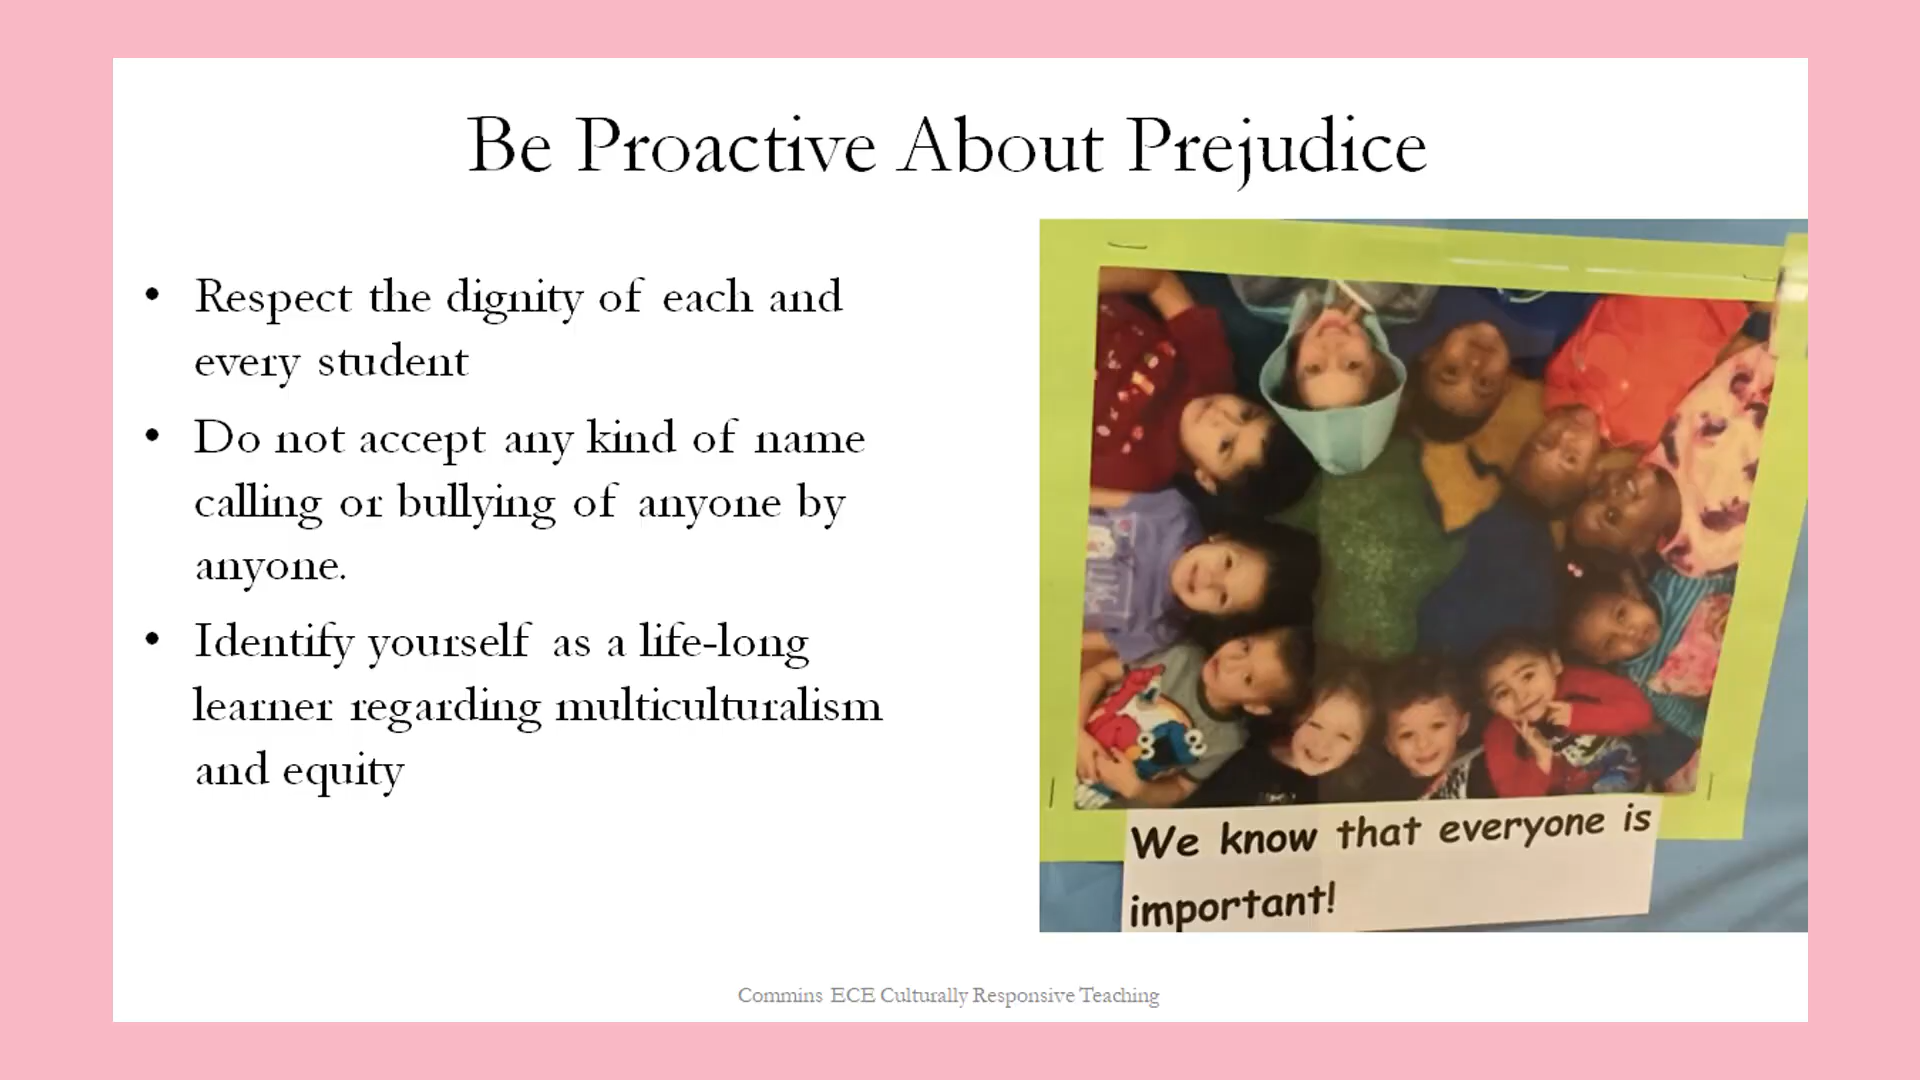 Be Proactive About Prejudice
• Respect the dignity of each and
every student
• Do not accept any kind of name
calling or bullying of anyone by
anyone.
• Identify yourself as a life-long
learner regarding multiculturalism
and equity
We know that everyone is
important!
Commins ECE Culturally Responsive Teaching